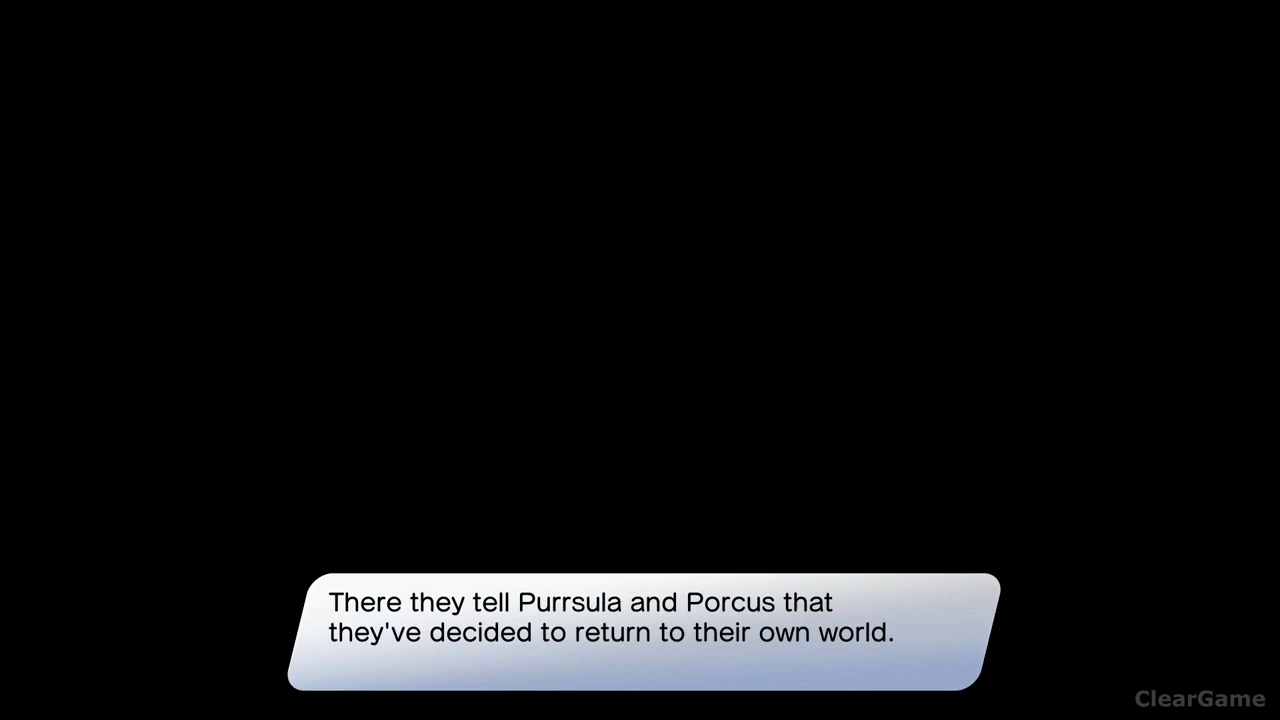 There they tell Purrsula and Porcus that
they've decided to return to their own world.
ClearGame